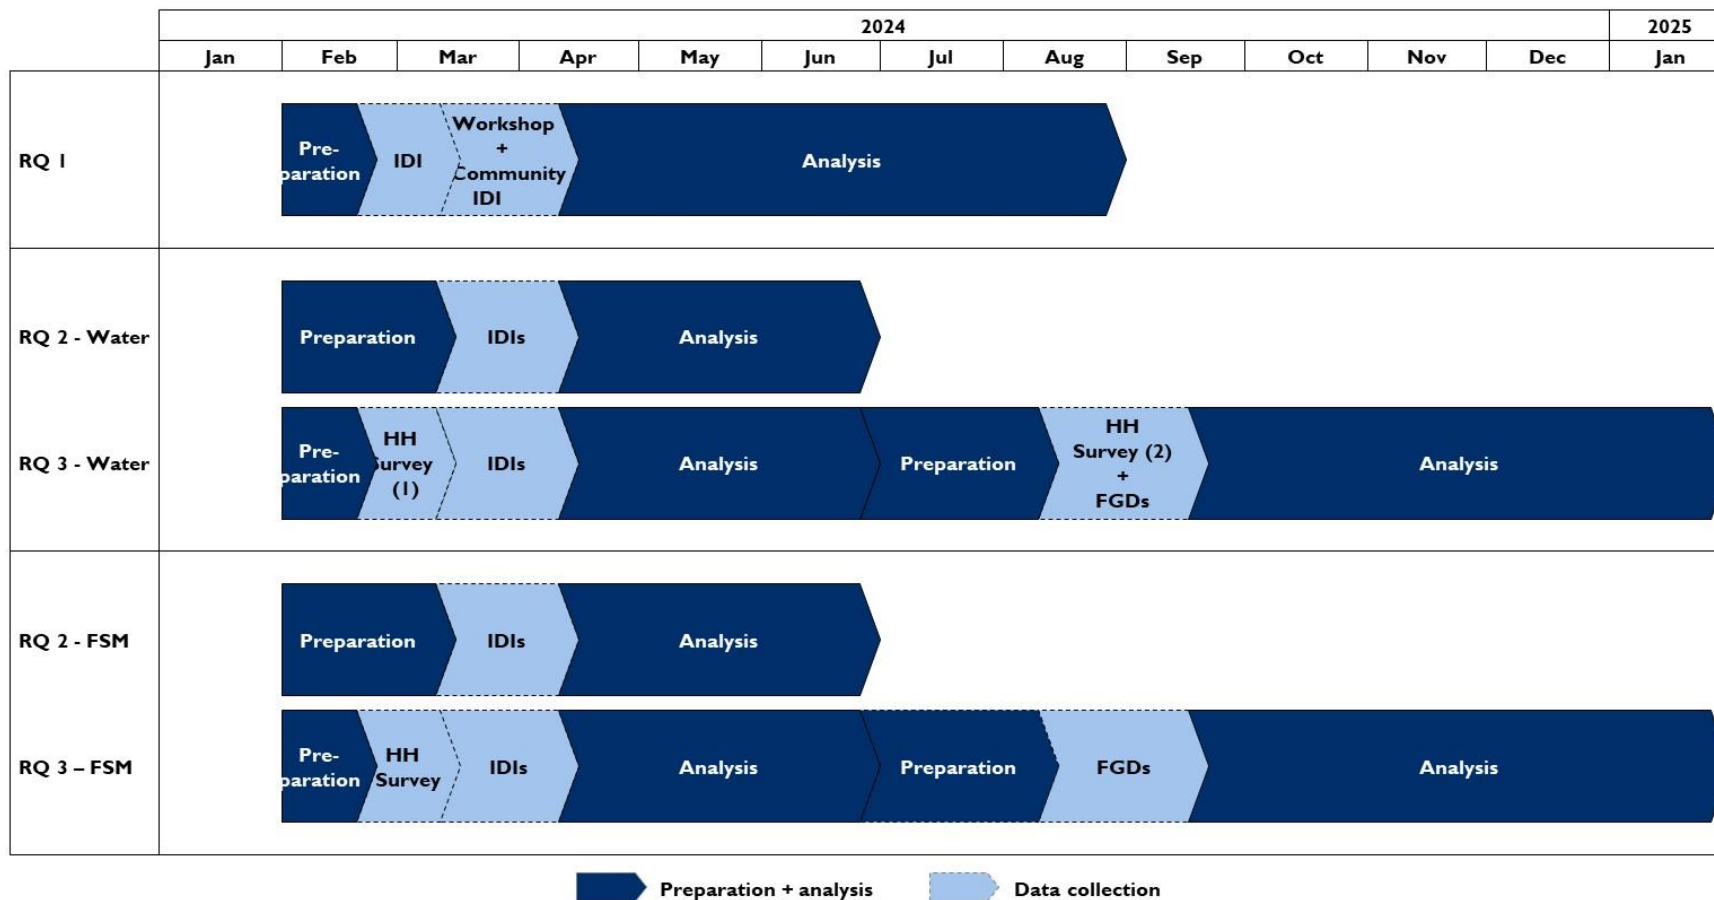 2024 2025
Jan Feb Mar Apr May Jun Jul Aug Sep Oct Nov Dec Jan
RQ 1
Pre-
paration
IDI
Workshop
+
Community
IDI
Analysis
RQ 2 - Water
Preparation
IDIs
Analysis
RQ 3 - Water
Pre-
paration
HH
Survey
(1)
IDIs
Analysis
Preparation
HH
Survey (2)
+
FGDs
Analysis
RQ 2 - FSM
Preparation
IDIs
Analysis
RQ 3 – FSM
Pre-
paration
HH
Survey
IDIs
Analysis
Preparation
FGDs
Analysis
Preparation + analysis
Data collection